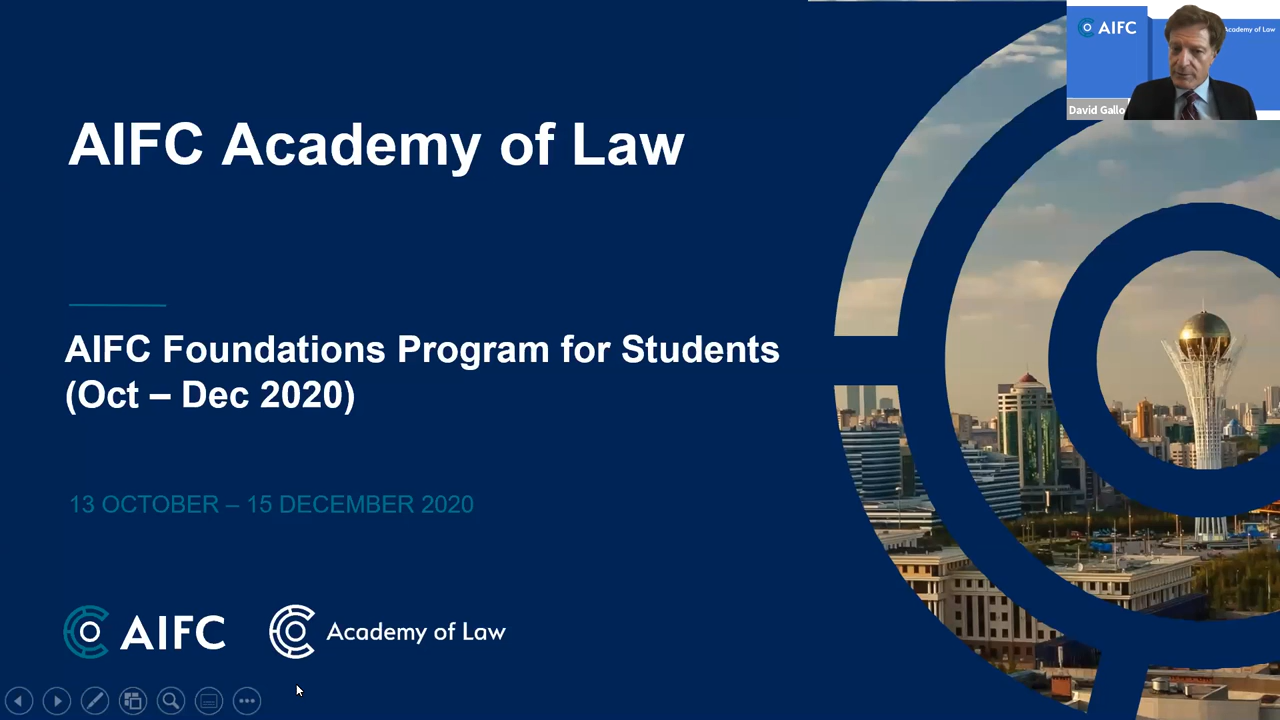 AIFC Academy of Law
AIFC Foundations Program for Students
(Oct – Dec 2020)
13 OCTOBER – 15 DECEMBER 2020
AIFC
Academy of Law
AIFC
Academy of Law
David Gallo